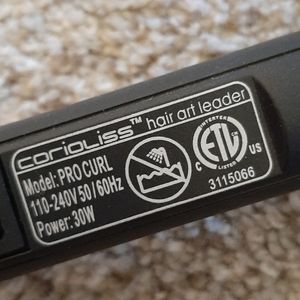 corioliss™ hair art leader
Model: PRO CURL
110-240V 50/60Hz
Power: 30W
INTERTEK
ETL
LISTED
C US
3115066